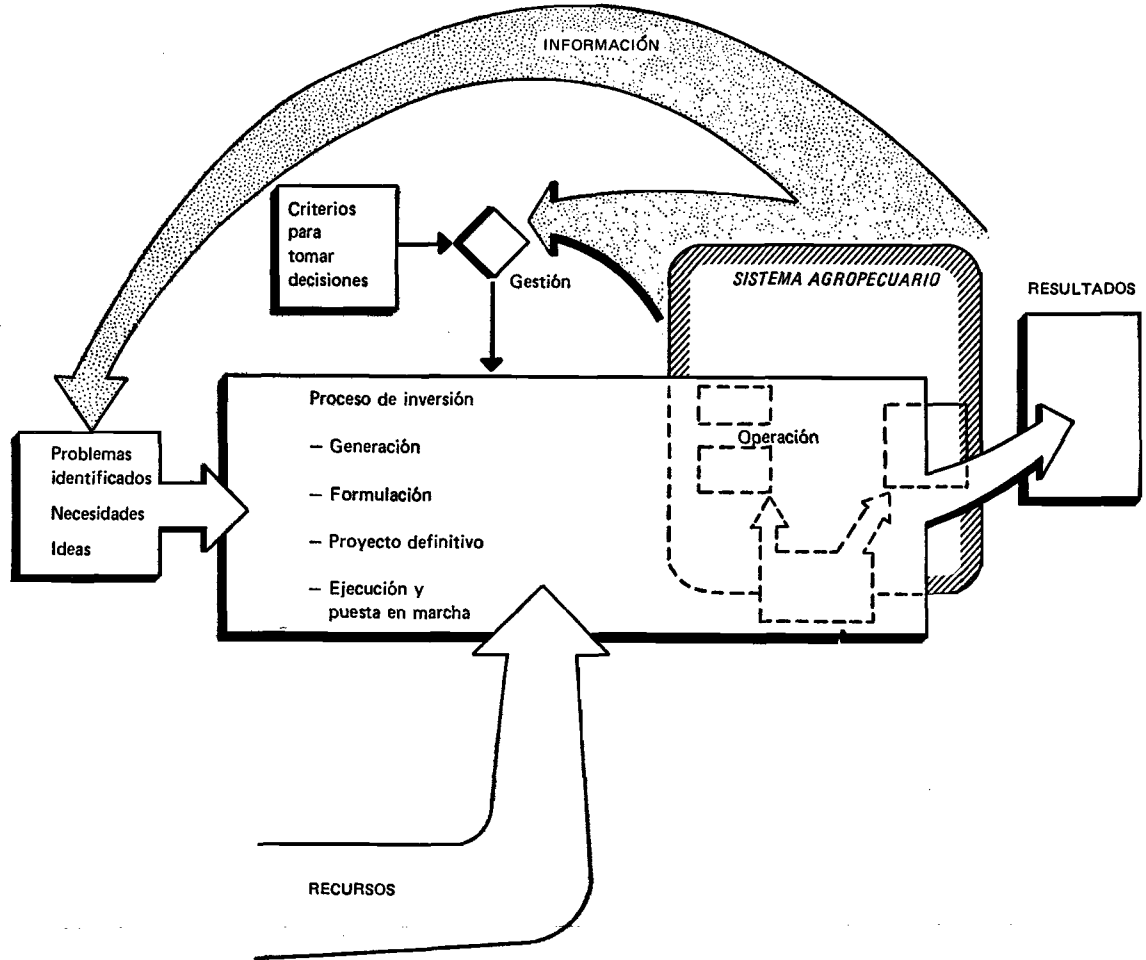 INFORMACIÓN
Criterios
para
tomar
decisiones
Gestión
SISTEMA AGROPECUARIO
RESULTADOS
Problemas
identificados
Necesidades
Ideas
Proceso de inversión
– Generación
– Formulación
– Proyecto definitivo
– Ejecución y
puesta en marcha
Operación
RECURSOS